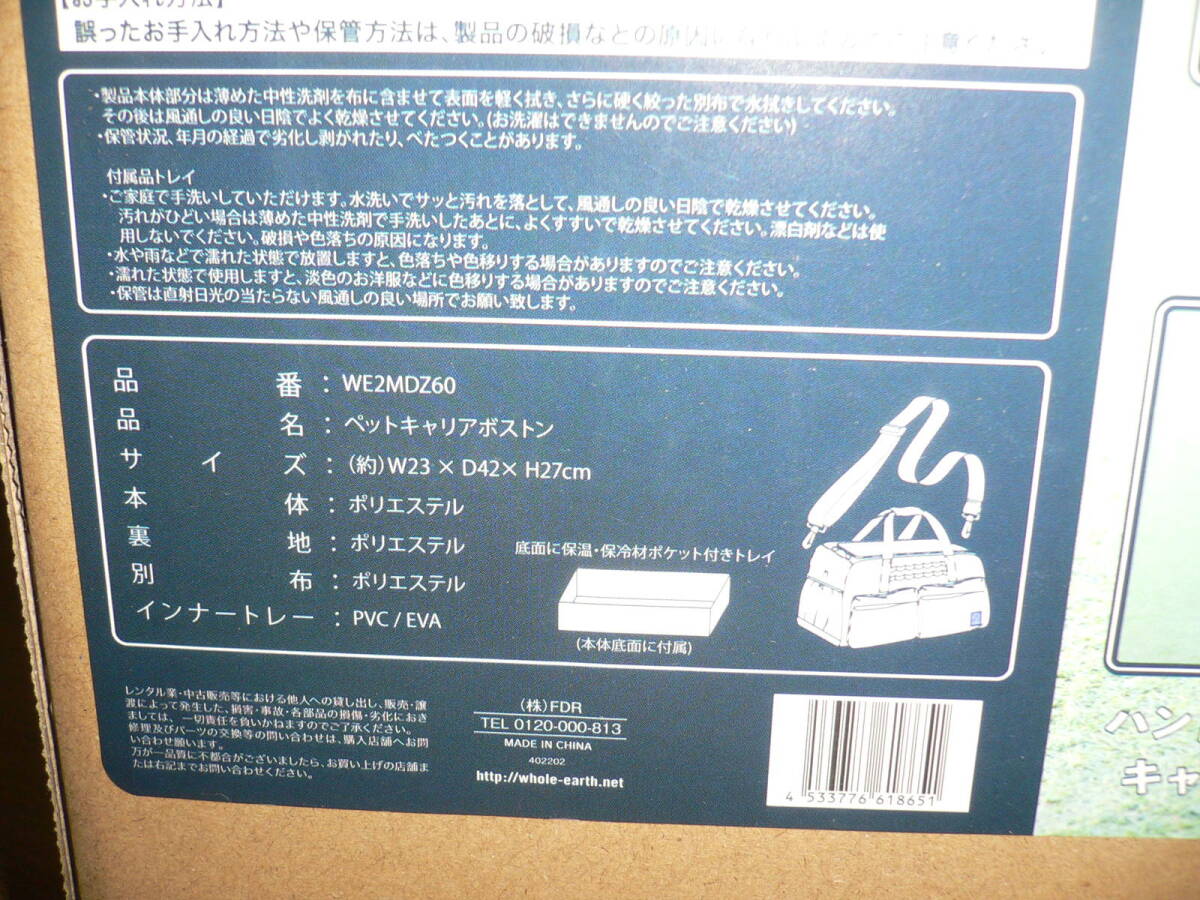 【お手入れ方法】
誤ったお手入れ方法や保管方法は、製品の破損などの原因
・製品本体部分は薄めた中性洗剤を布に含ませて表面を軽く拭き、さらに硬く絞った別布で水拭きしてください。
その後は風通しの良い日陰でよく乾燥させてください。(お洗濯はできませんのでご注意ください)
・保管状況、年月の経過で劣化し剥がれたり、べたつくことがあります。
付属品トレイ
・ご家庭で手洗いしていただけます。水洗いでサッと汚れを落として、風通しの良い日陰で乾燥させてください。
汚れがひどい場合は薄めた中性洗剤で手洗いしたあとに、よくすすいで乾燥させてください。漂白剤などは使
用しないでください。破損や色落ちの原因になります。
・水や雨などで濡れた状態で放置しますと、色落ちや色移りする場合がありますのでご注意ください。
・濡れた状態で使用しますと、淡色のお洋服などに色移りする場合がありますのでご注意ください。
・保管は直射日光の当たらない風通しの良い場所でお願い致します。
品番:WE2MDZ60
品名:ペットキャリアボストン
サイズ:(約)W23 × D42× H27cm
本体:ポリエステル
裏地:ポリエステル
別布:ポリエステル
インナートレー:PVC / EVA
底面に保温・保冷材ポケット付きトレイ
(本体底面に付属)
レンタル業・中古販売等における他人への貸し出し、販売・譲
渡によって発生した、損害・事故・各部品の損傷・劣化におき
ましては、一切責任を負いかねますのでご了承ください。
修理及びパーツの交換等の問い合わせは、購入店舗へお問
い合わせ願います。
万が一品質に不都合がございましたら、お買い上げの店舗ま
たは右記までお問い合わせください。
(株)FDR
TEL 0120-000-813
MADE IN CHINA
402202
http://whole-earth.net
4 533776 618651
ハン
キャ